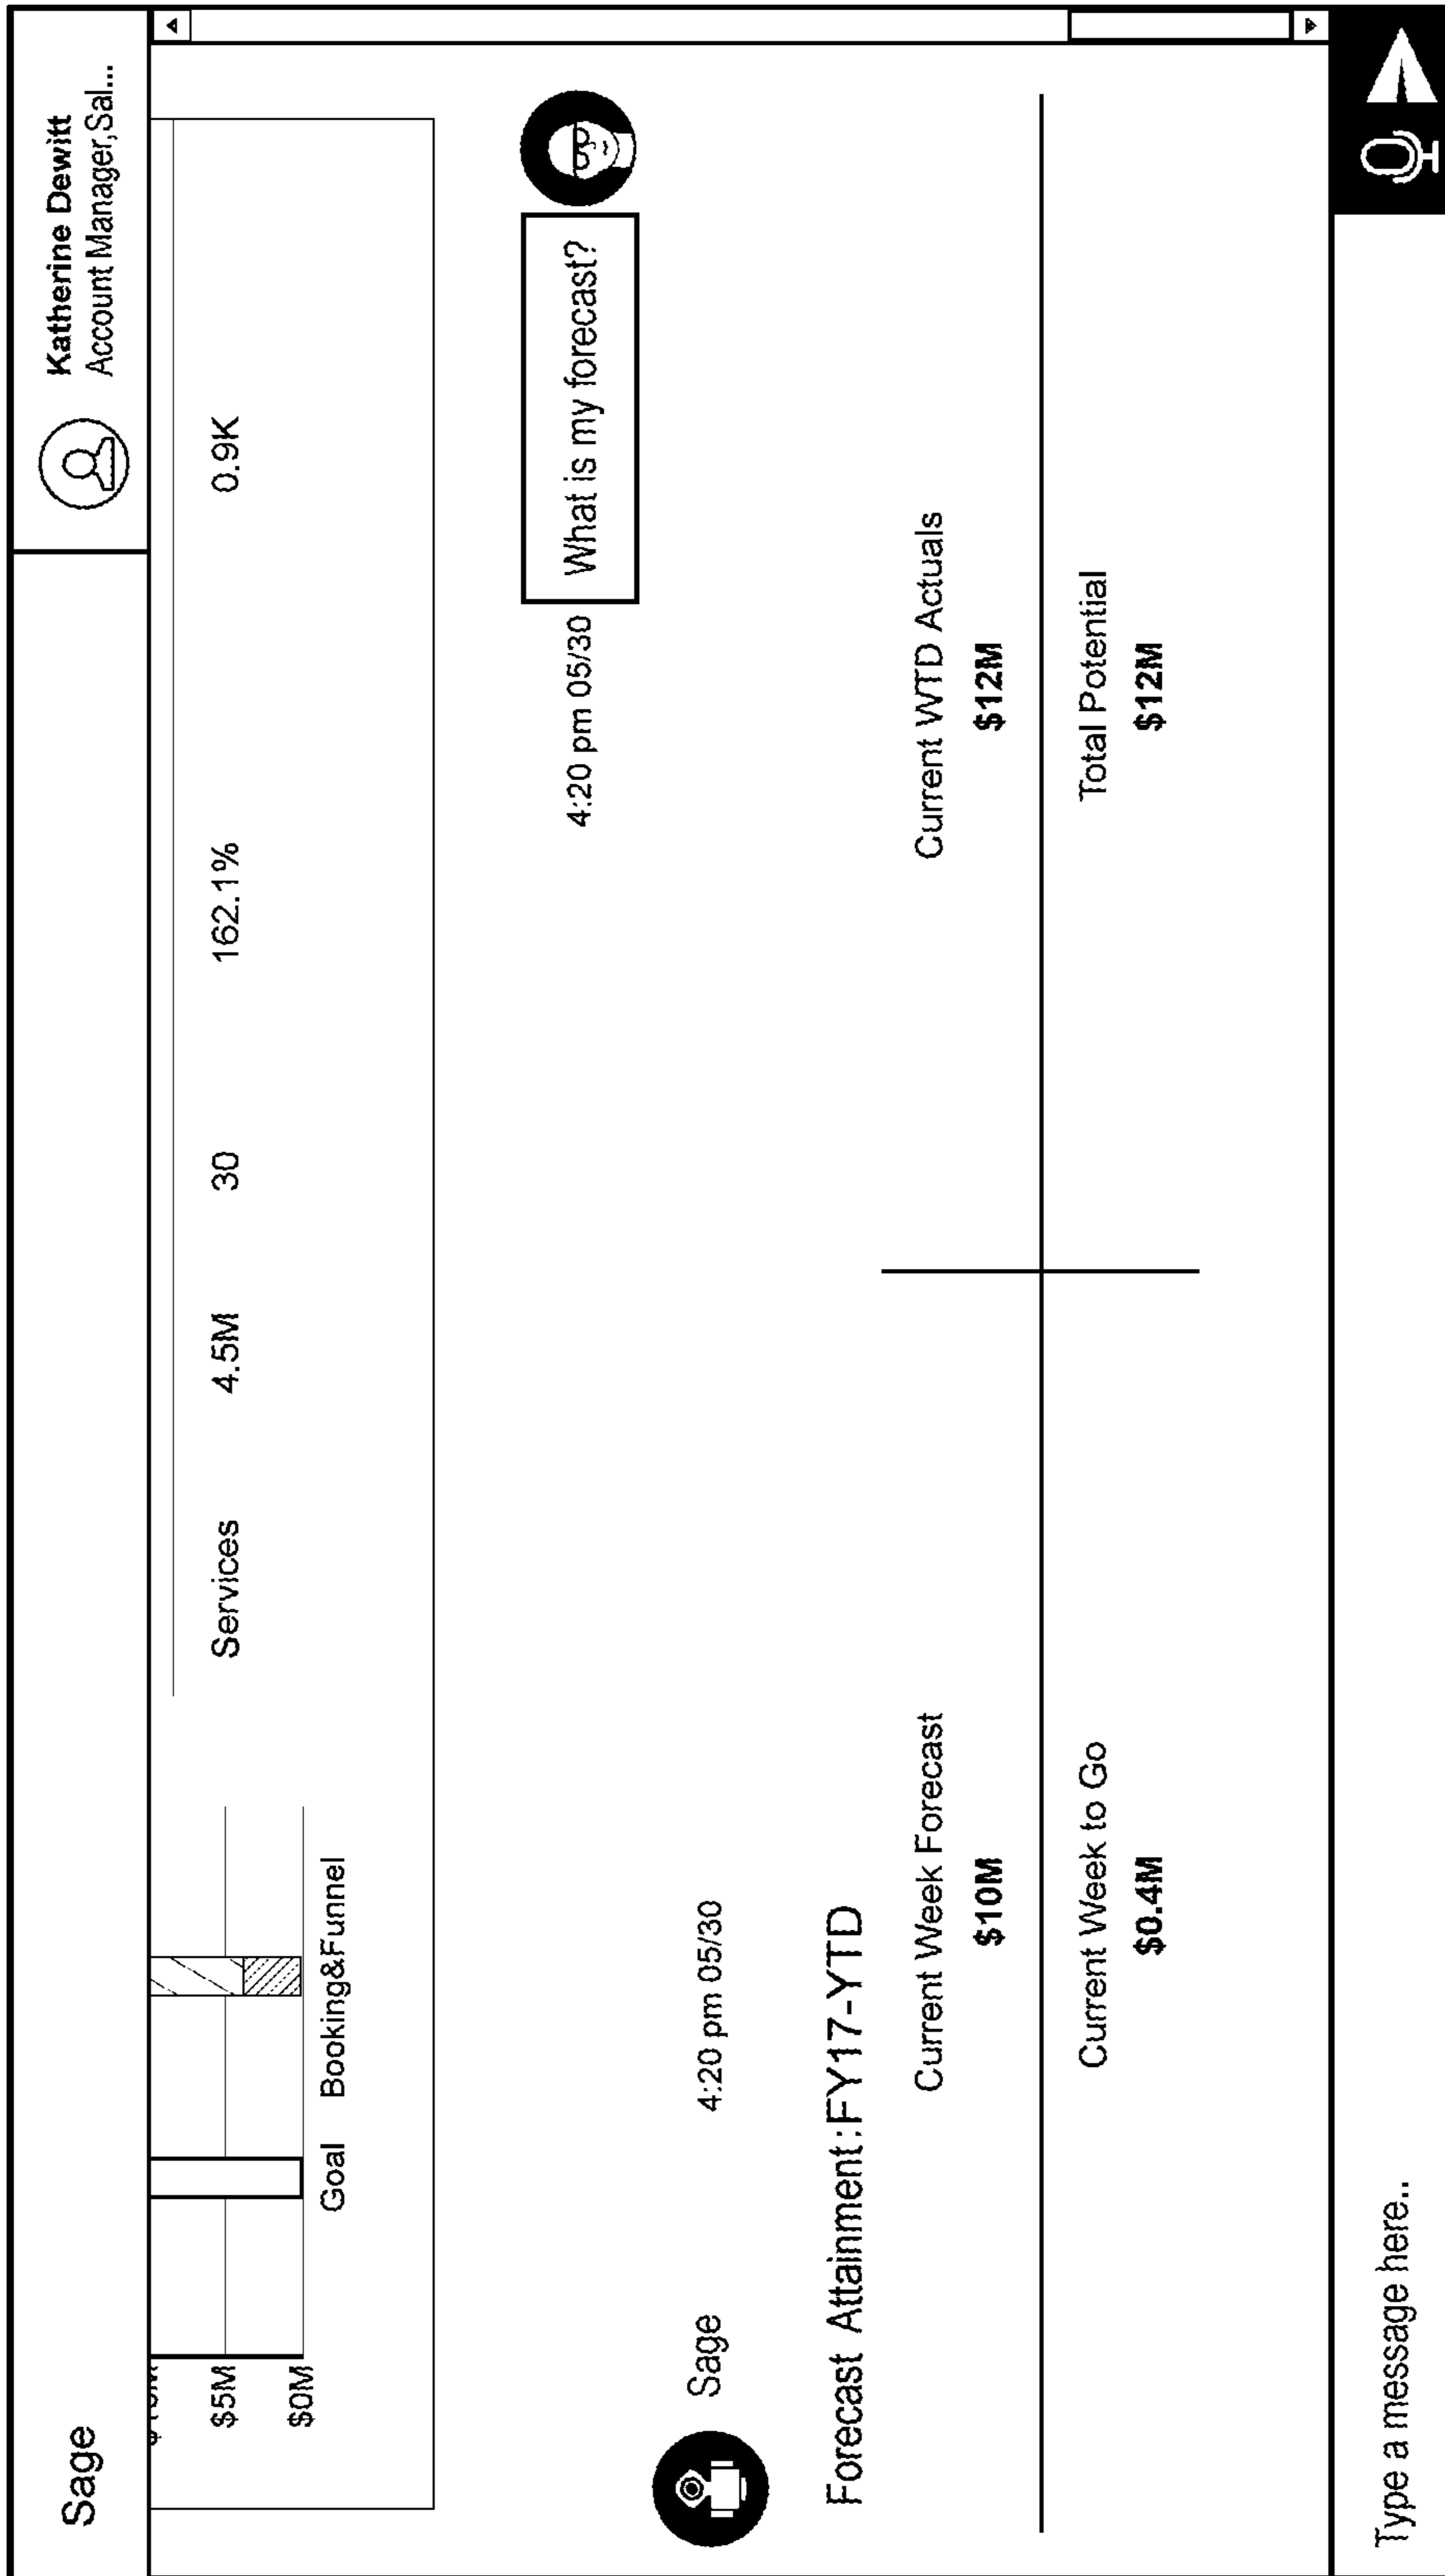 Sage
Katherine Dewitt
Account Manager,Sal...
$5M
$0M
Goal Booking&Funnel
Services 4.5M 30 162.1% 0.9K
4:20 pm 05/30 What is my forecast?
Sage 4:20 pm 05/30
Forecast Attainment:FY17-YTD
Current Week Forecast Current WTD Actuals
$10M $12M
Current Week to Go Total Potential
$0.4M $12M
Type a message here..